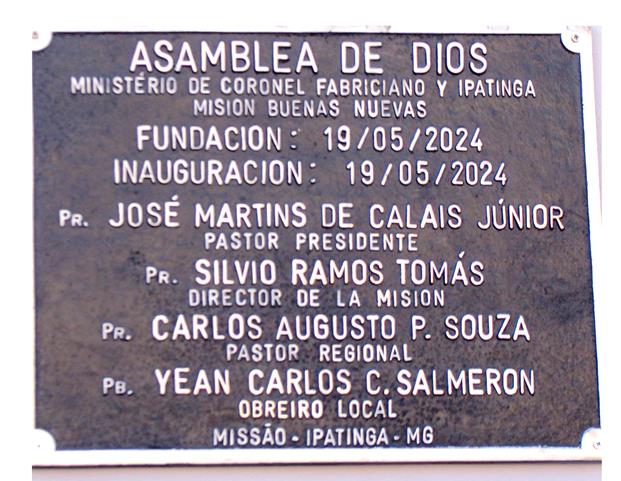 ASAMBLEA DE DIOS
MINISTÉRIO DE CORONEL FABRICIANO Y IPATINGA
MISION BUENAS NUEVAS
FUNDACION: 19/05/2024
INAUGURACION: 19/05/2024
PR. JOSÉ MARTINS DE CALAIS JÚNIOR
PASTOR PRESIDENTE
PR. SILVIO RAMOS TOMÁS
DIRECTOR DE LA MISION
PR. CARLOS AUGUSTO P. SOUZA
PASTOR REGIONAL
PB. YEAN CARLOS C. SALMERON
OBREIRO LOCAL
MISSÃO - IPATINGA - MG